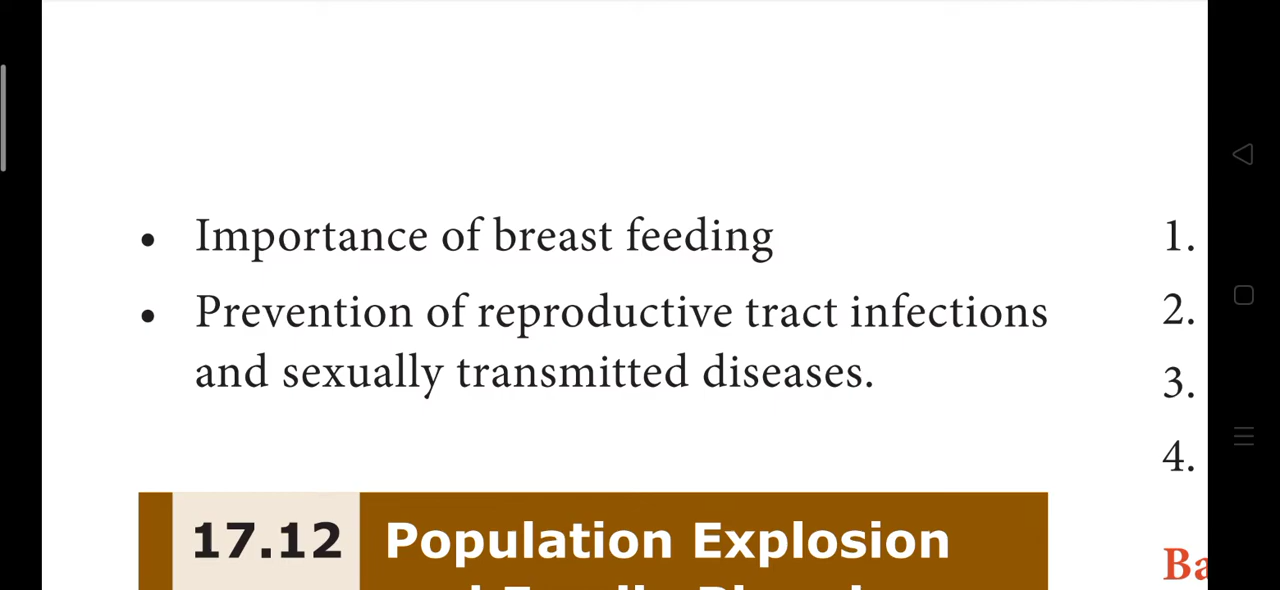 • Importance of breast feeding
• Prevention of reproductive tract infections
and sexually transmitted diseases.
17.12 Population Explosion
1.
2.
3.
4.